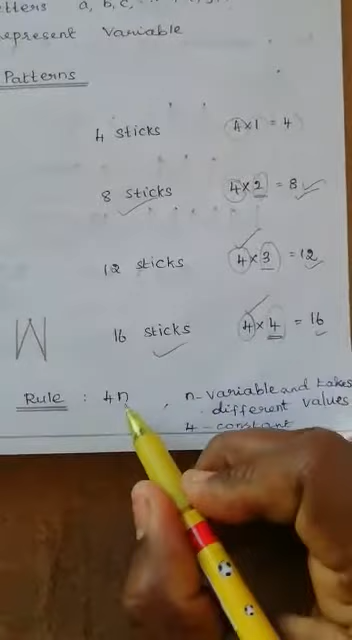 a, b, c,
represent variable
Patterns
4 sticks 4×1 = 4
8 sticks 4×2 = 8
12 sticks 4×3 = 12
16 sticks 4×4 = 16
Rule : 4n , n-variable and takes
different values
4 - constant